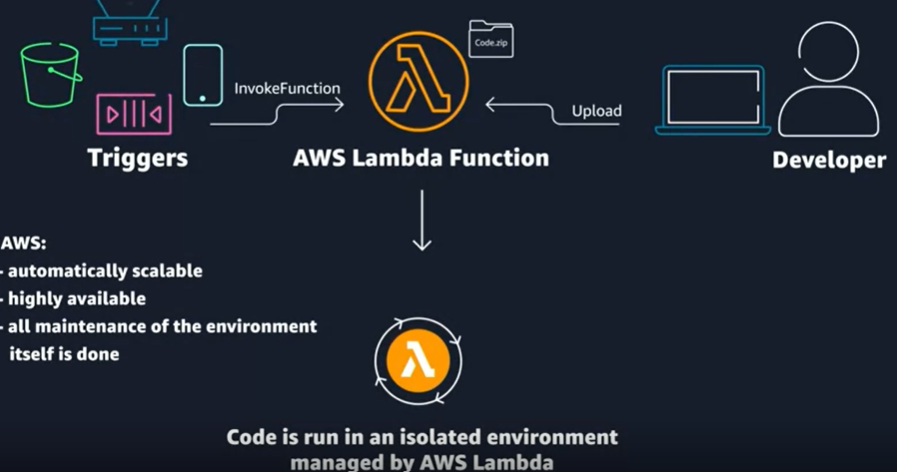 Code.zip
InvokeFunction
Upload
Triggers
AWS Lambda Function
Developer
AWS:
- automatically scalable
- highly available
- all maintenance of the environment
itself is done
Code is run in an isolated environment
managed by AWS Lambda